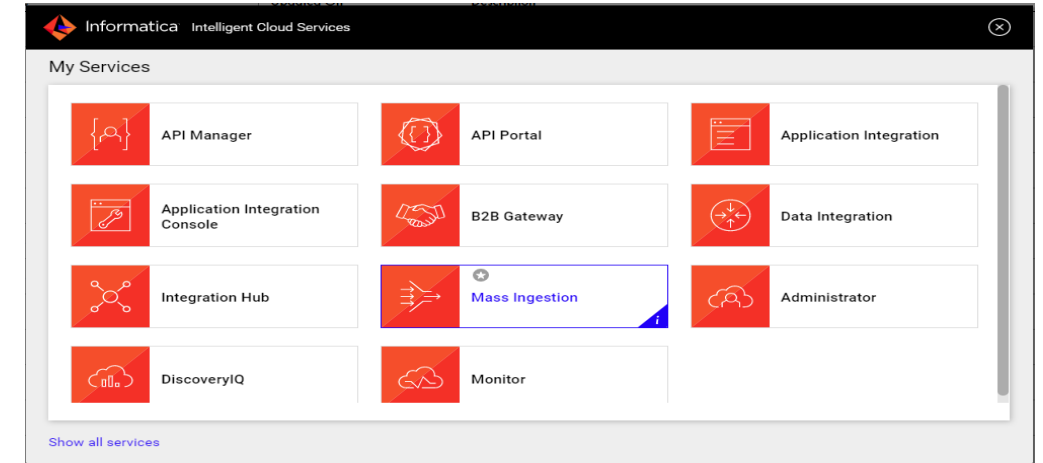 Informatica Intelligent Cloud Services
My Services
API Manager
API Portal
Application Integration
Application Integration
Console
B2B Gateway
Data Integration
Integration Hub
Mass Ingestion
i
Administrator
DiscoveryIQ
Monitor
Show all services